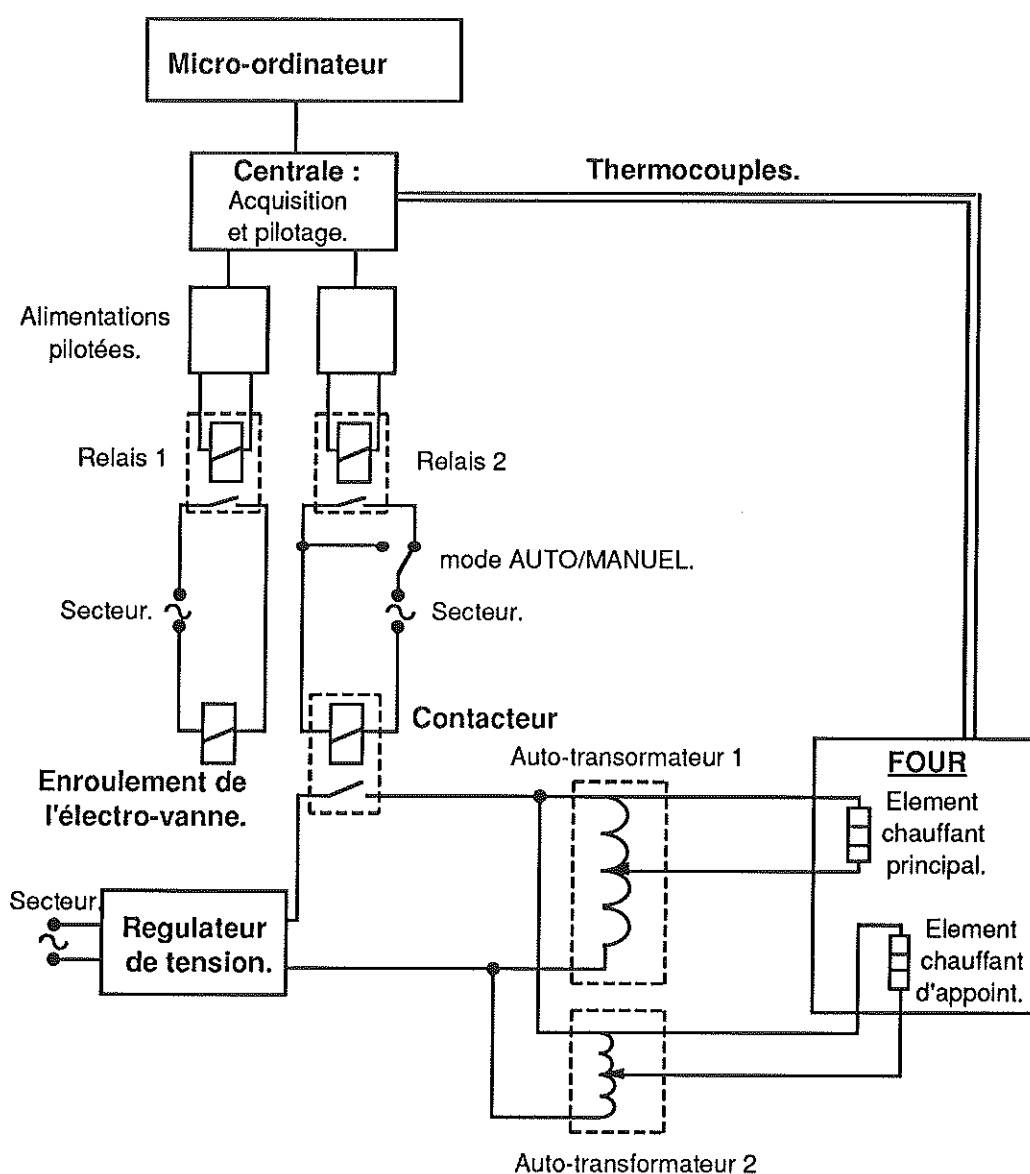 Micro-ordinateur
Centrale :
Acquisition
et pilotage.
Thermocouples.
Alimentations
pilotées.
Relais 1
Relais 2
mode AUTO/MANUEL.
Secteur.
Secteur.
Contacteur
Enroulement de
l'électro-vanne.
Auto-transormateur 1
FOUR
Element
chauffant
principal.
Secteur.
Regulateur
de tension.
Element
chauffant
d'appoint.
Auto-transformateur 2